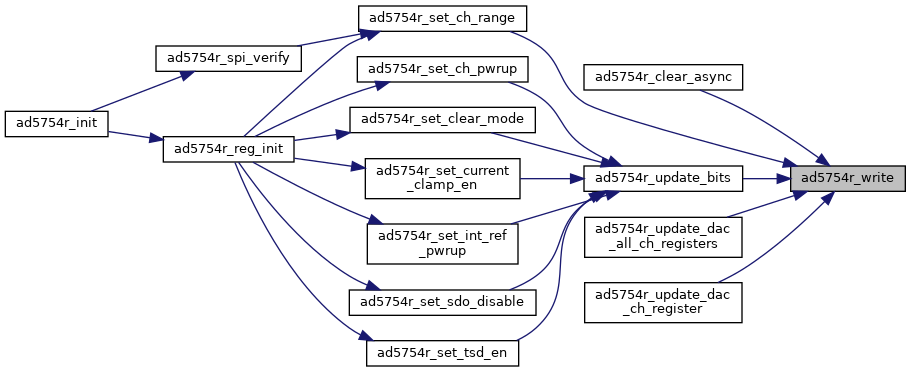 ad5754r_set_ch_range
ad5754r_spi_verify
ad5754r_set_ch_pwrup
ad5754r_clear_async
ad5754r_init
ad5754r_set_clear_mode
ad5754r_reg_init
ad5754r_set_current
_clamp_en
ad5754r_update_bits
ad5754r_write
ad5754r_set_int_ref
_pwrup
ad5754r_update_dac
_all_ch_registers
ad5754r_set_sdo_disable
ad5754r_update_dac
_ch_register
ad5754r_set_tsd_en